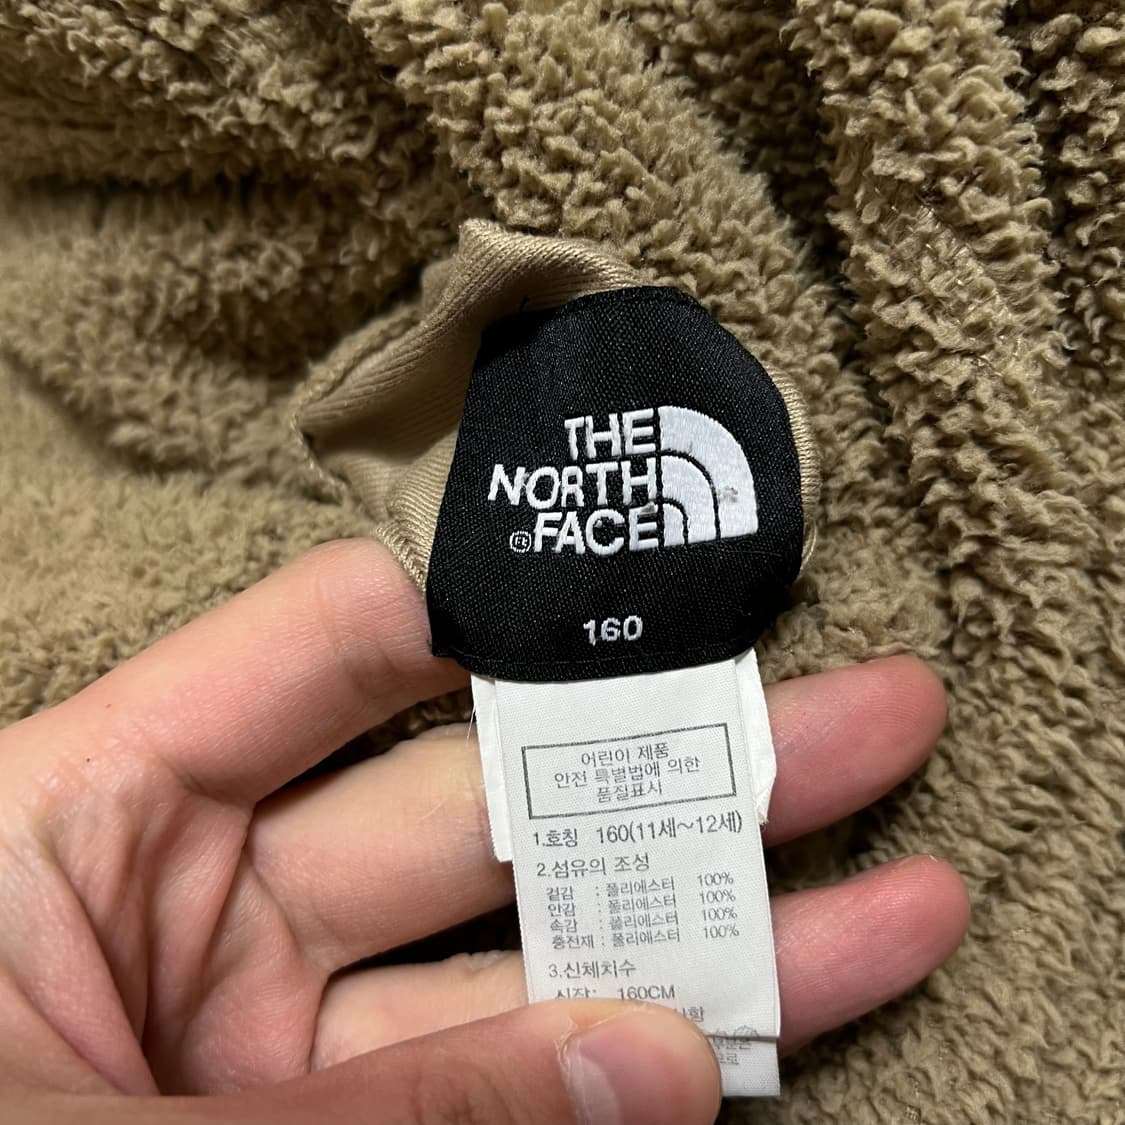 THE
NORTH
FACE
160
어린이 제품
안전 특별법에 의한
품질표시
1.호칭 160(11세~12세)
2.섬유의 조성
겉감 : 폴리에스터 100%
안감 : 폴리에스터 100%
속감 : 폴리에스터 100%
충전재 : 폴리에스터 100%
3.신체치수
신장: 160CM